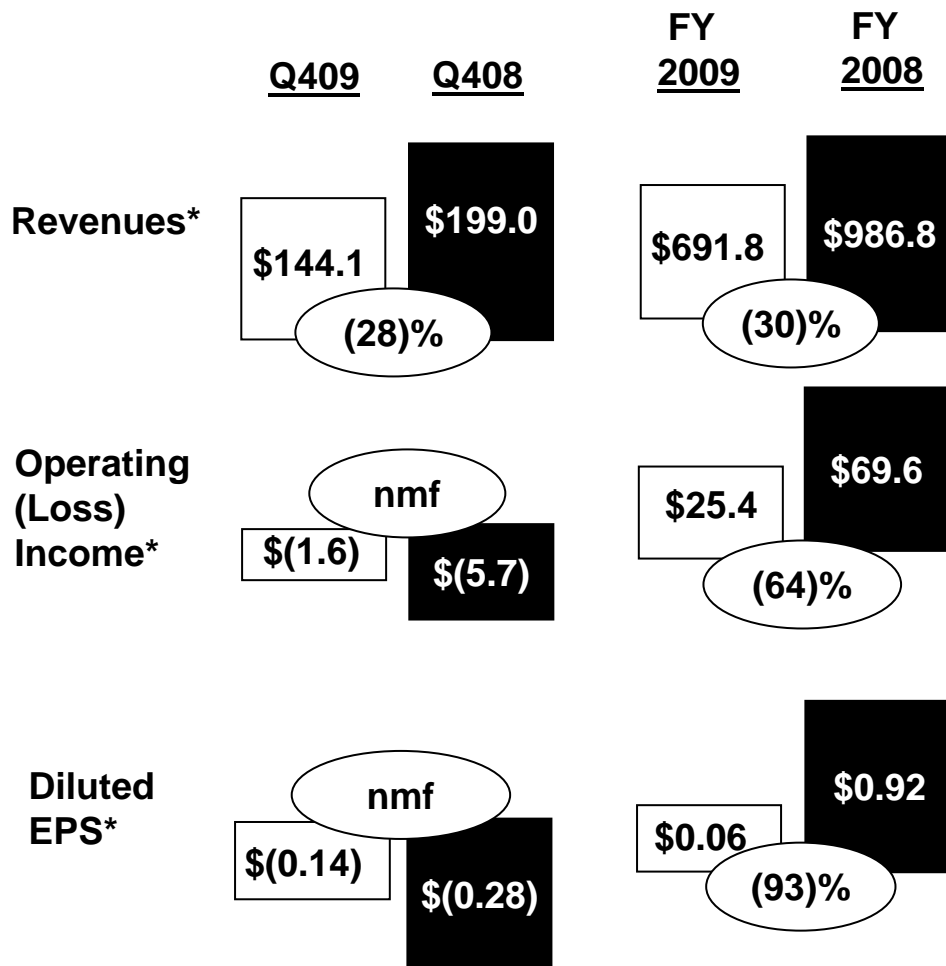 FY FY
Q409 Q408 2009 2008
Revenues*
$144.1 $199.0 $691.8 $986.8
(28)% (30)%
Operating
(Loss)
Income*
nmf
$(1.6) $(5.7) $25.4 $69.6
(64)%
Diluted
EPS*
nmf
$(0.14) $(0.28) $0.06 $0.92
(93)%